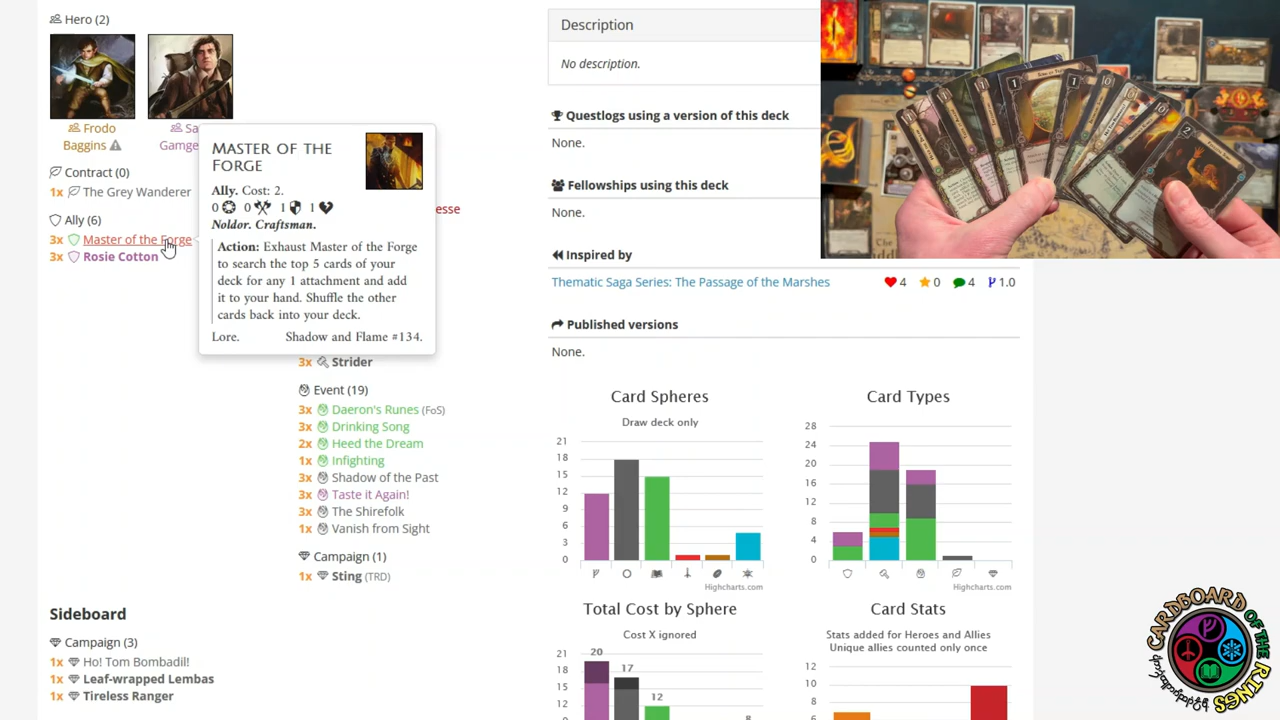 Hero (2)
Frodo
Baggins
Sa
Gamge
Contract (0)
1x The Grey Wanderer
Ally (6)
3x Master of the Forge
3x Rosie Cotton
MASTER OF THE
FORGE
Ally. Cost: 2.
0 0 1 1
Noldor. Craftsman.
Action: Exhaust Master of the Forge
to search the top 5 cards of your
deck for any 1 attachment and add
it to your hand. Shuffle the other
cards back into your deck.
Lore. Shadow and Flame #134.
esse
3x Strider
Event (19)
3x Daeron's Runes (FoS)
3x Drinking Song
2x Heed the Dream
1x Infighting
3x Shadow of the Past
3x Taste it Again!
3x The Shirefolk
1x Vanish from Sight
Campaign (1)
1x Sting (TRD)
Sideboard
Campaign (3)
1x Ho! Tom Bombadil!
1x Leaf-wrapped Lembas
1x Tireless Ranger
Description
No description.
Questlogs using a version of this deck
None.
Fellowships using this deck
None.
Inspired by
Thematic Saga Series: The Passage of the Marshes 4 0 4 1.0
Published versions
None.
Card Spheres
Draw deck only
21
18
15
12
9
6
3
0
Highcharts.com
Card Types
28
24
20
16
12
8
4
0
Highcharts.com
Total Cost by Sphere
Cost X ignored
21
18
15
12
9
20
17
12
8
Card Stats
Stats added for Heroes and Allies
Unique allies counted only once
12
10
8
6
CARDBOARD OF THE RINGS